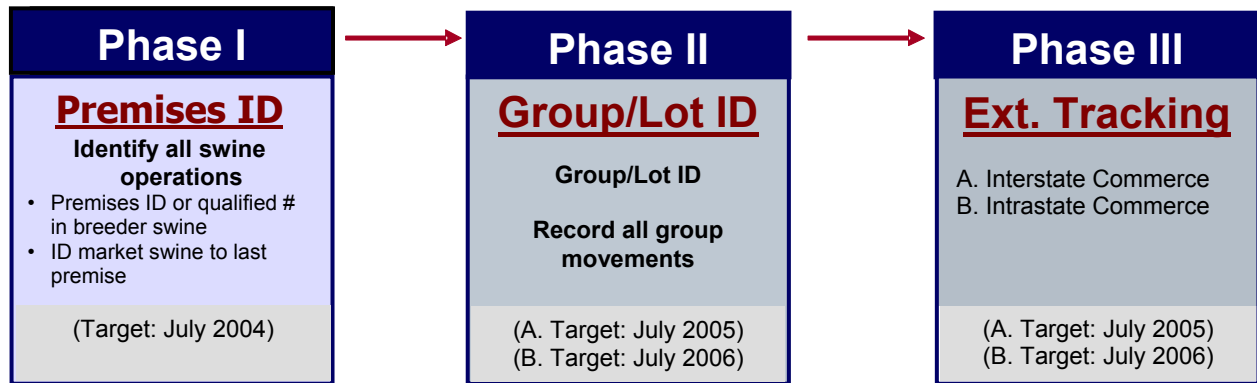 Phase I
Premises ID
Identify all swine
operations
• Premises ID or qualified #
in breeder swine
• ID market swine to last
premise
(Target: July 2004)
Phase II
Group/Lot ID
Group/Lot ID
Record all group
movements
(A. Target: July 2005)
(B. Target: July 2006)
Phase III
Ext. Tracking
A. Interstate Commerce
B. Intrastate Commerce
(A. Target: July 2005)
(B. Target: July 2006)